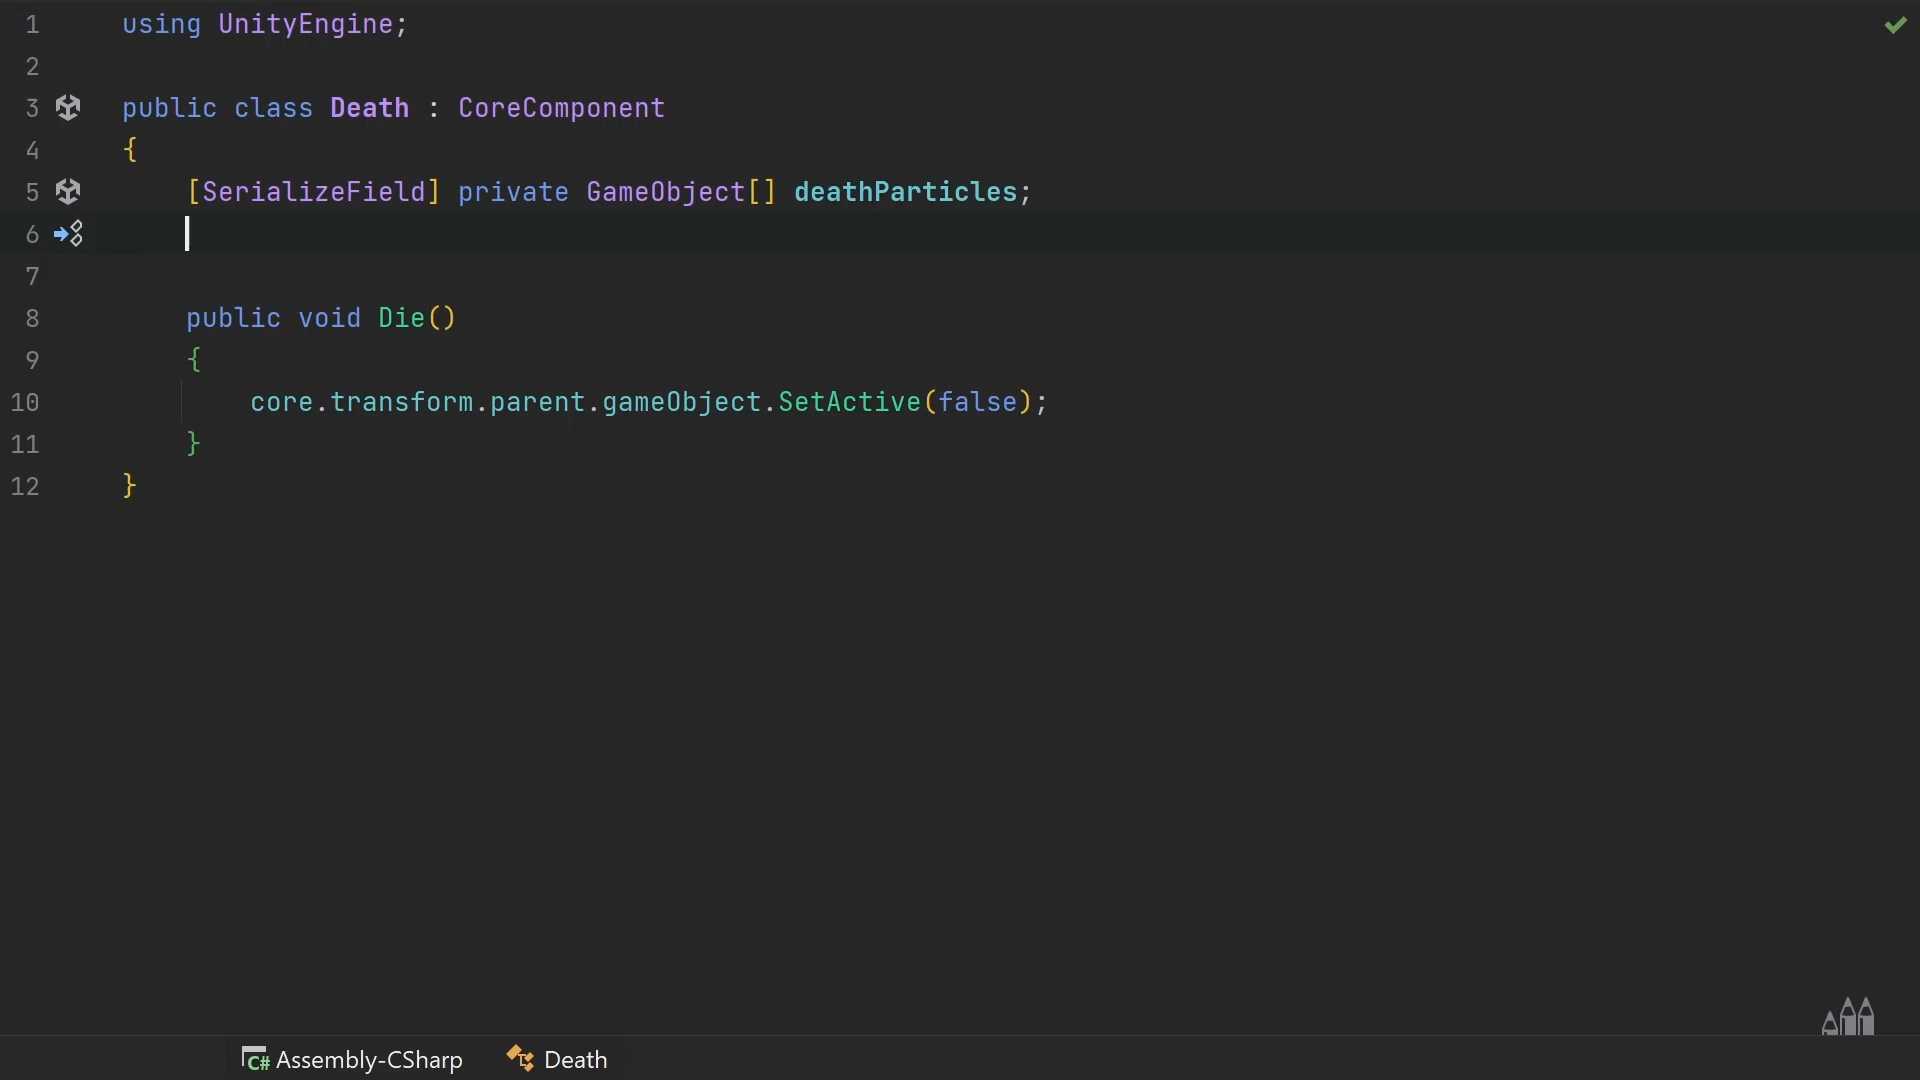 1 using UnityEngine;
2
3 public class Death : CoreComponent
4 {
5 [SerializeField] private GameObject[] deathParticles;
6
7
8 public void Die()
9 {
10 core.transform.parent.gameObject.SetActive(false);
11 }
12 }
C# Assembly-CSharp Death